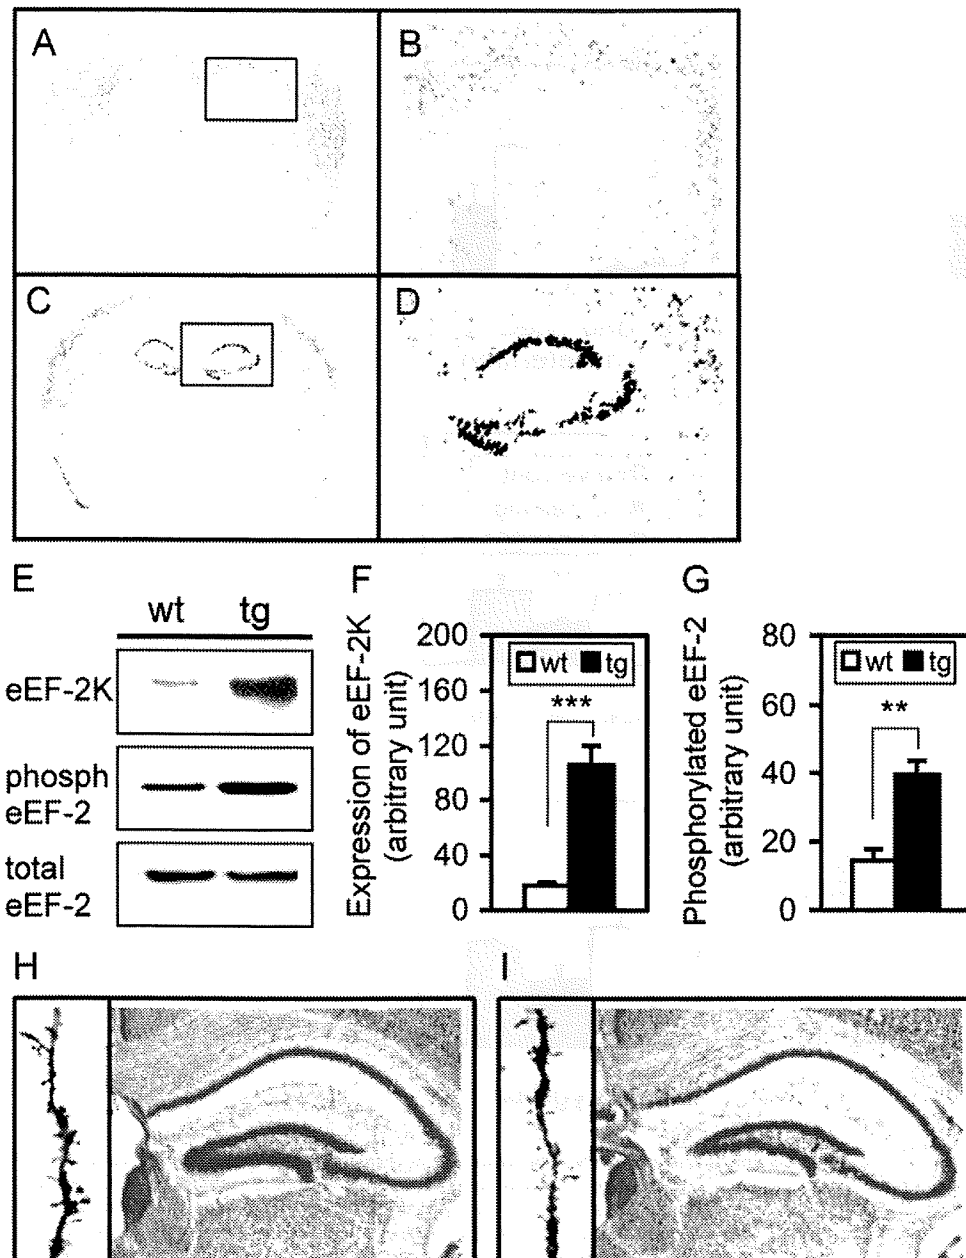 A
B
C
D
E
wt tg
eEF-2K
phosph
eEF-2
total
eEF-2
F
Expression of eEF-2K
(arbitrary unit)
200
160
120
80
40
0
wt tg
***
G
Phosphorylated eEF-2
(arbitrary unit)
80
60
40
20
0
wt tg
**
H
I